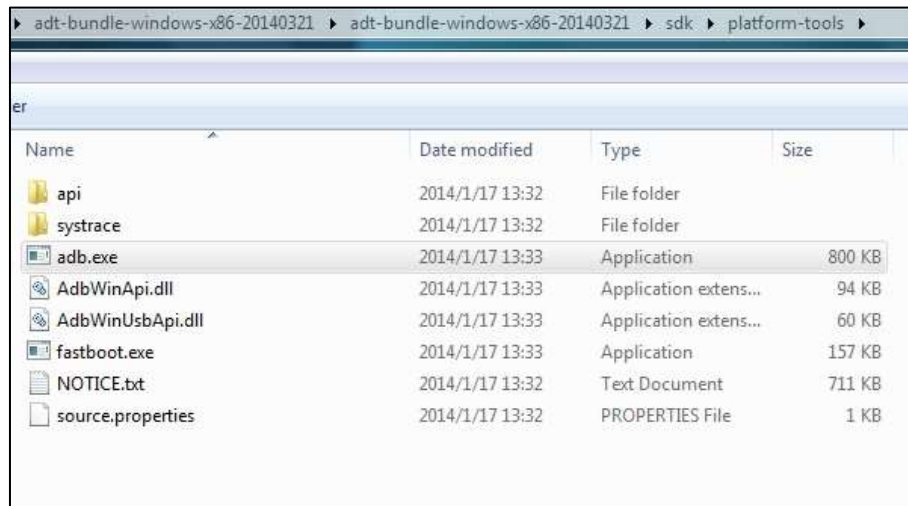 adt-bundle-windows-x86-20140321 ▸ adt-bundle-windows-x86-20140321 ▸ sdk ▸ platform-tools ▸
er
Name Date modified Type Size
api 2014/1/17 13:32 File folder
systrace 2014/1/17 13:32 File folder
adb.exe 2014/1/17 13:33 Application 800 KB
AdbWinApi.dll 2014/1/17 13:33 Application extens... 94 KB
AdbWinUsbApi.dll 2014/1/17 13:33 Application extens... 60 KB
fastboot.exe 2014/1/17 13:33 Application 157 KB
NOTICE.txt 2014/1/17 13:32 Text Document 711 KB
source.properties 2014/1/17 13:32 PROPERTIES File 1 KB